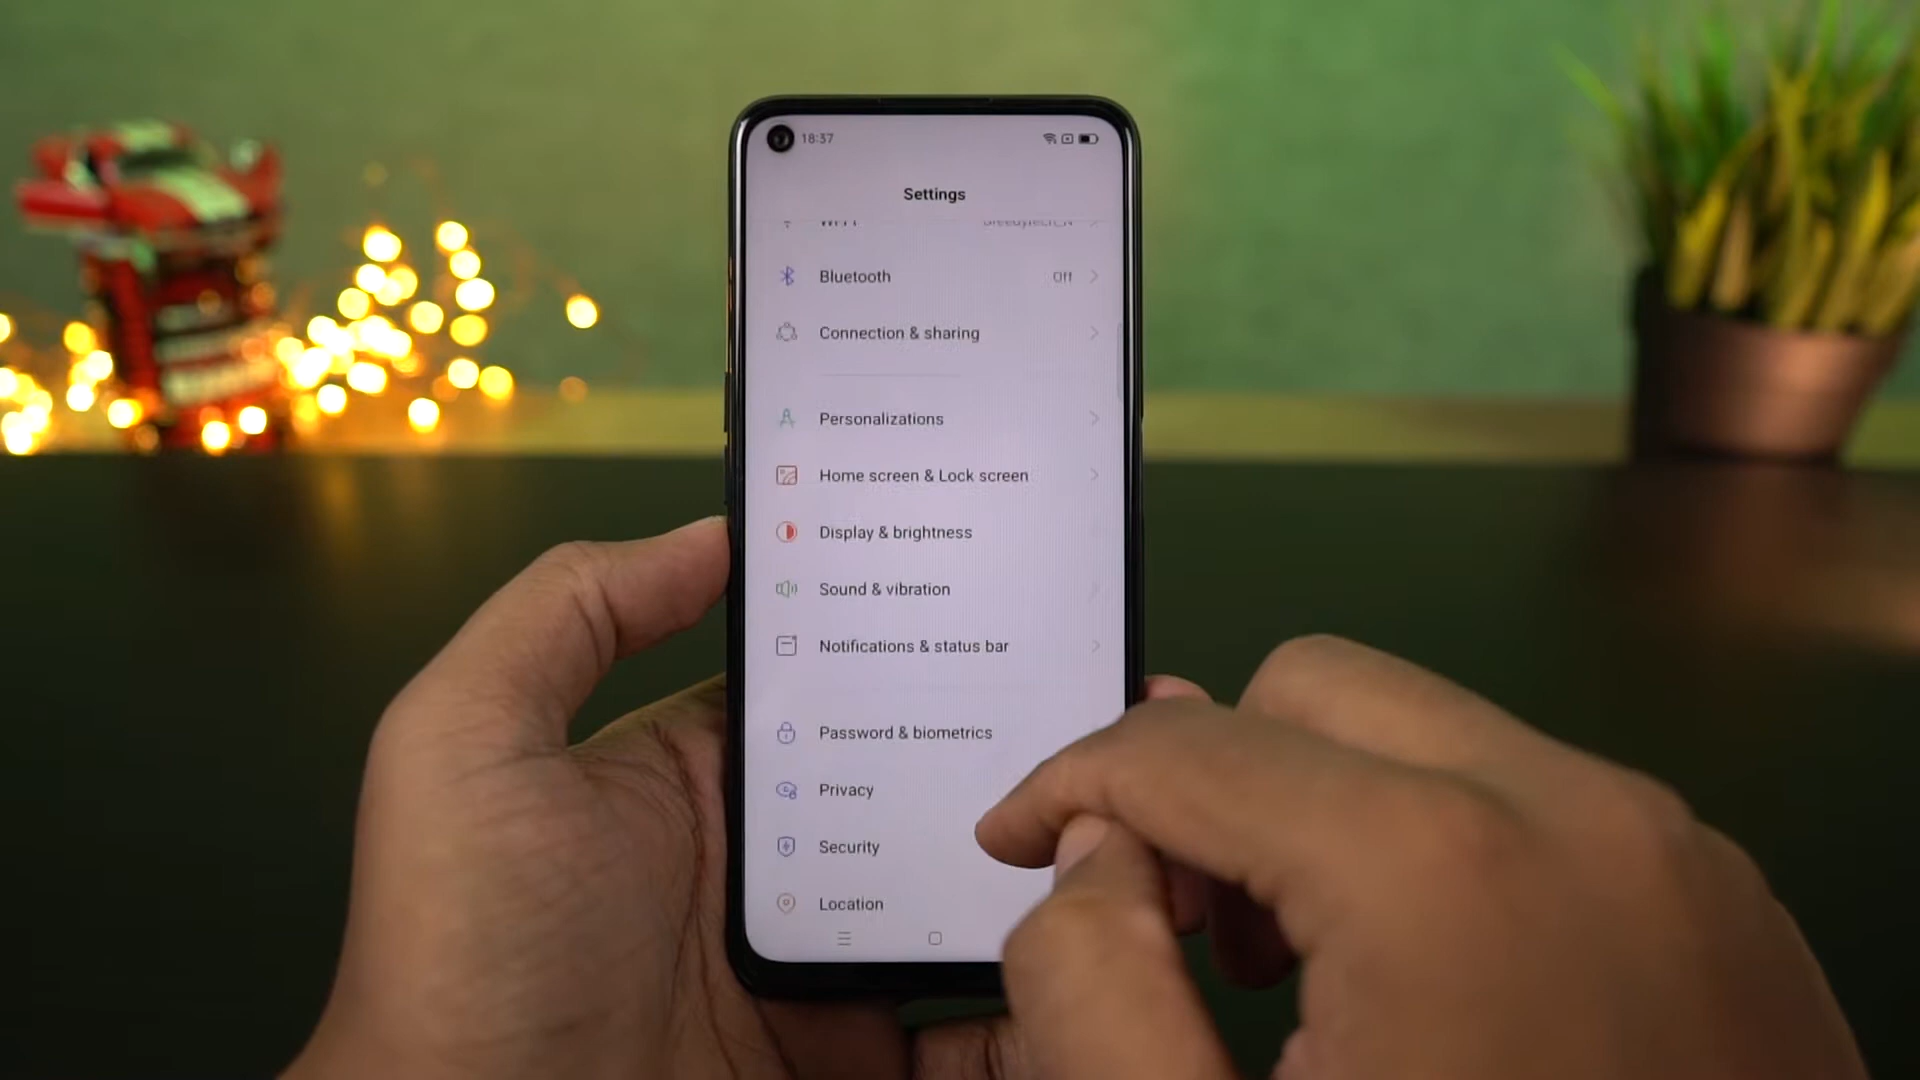 18:37
Settings
Bluetooth Off
Connection & sharing
Personalizations
Home screen & Lock screen
Display & brightness
Sound & vibration
Notifications & status bar
Password & biometrics
Privacy
Security
Location